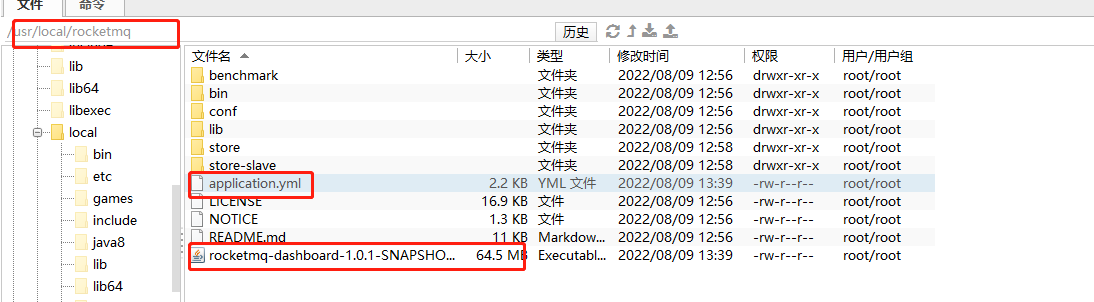 文件 命令
/usr/local/rocketmq 历史
lib
lib64
libexec
local
bin
etc
games
include
java8
lib
lib64
文件名 大小 类型 修改时间 权限 用户/用户组
benchmark 文件夹 2022/08/09 12:56 drwxr-xr-x root/root
bin 文件夹 2022/08/09 12:56 drwxr-xr-x root/root
conf 文件夹 2022/08/09 12:56 drwxr-xr-x root/root
lib 文件夹 2022/08/09 12:56 drwxr-xr-x root/root
store 文件夹 2022/08/09 12:58 drwxr-xr-x root/root
store-slave 文件夹 2022/08/09 12:58 drwxr-xr-x root/root
application.yml 2.2 KB YML 文件 2022/08/09 13:39 -rw-r--r-- root/root
LICENSE 16.9 KB 文件 2022/08/09 12:56 -rw-r--r-- root/root
NOTICE 1.3 KB 文件 2022/08/09 12:56 -rw-r--r-- root/root
README.md 11 KB Markdow... 2022/08/09 12:56 -rw-r--r-- root/root
rocketmq-dashboard-1.0.1-SNAPSHO... 64.5 MB Executabl... 2022/08/09 13:39 -rw-r--r-- root/root